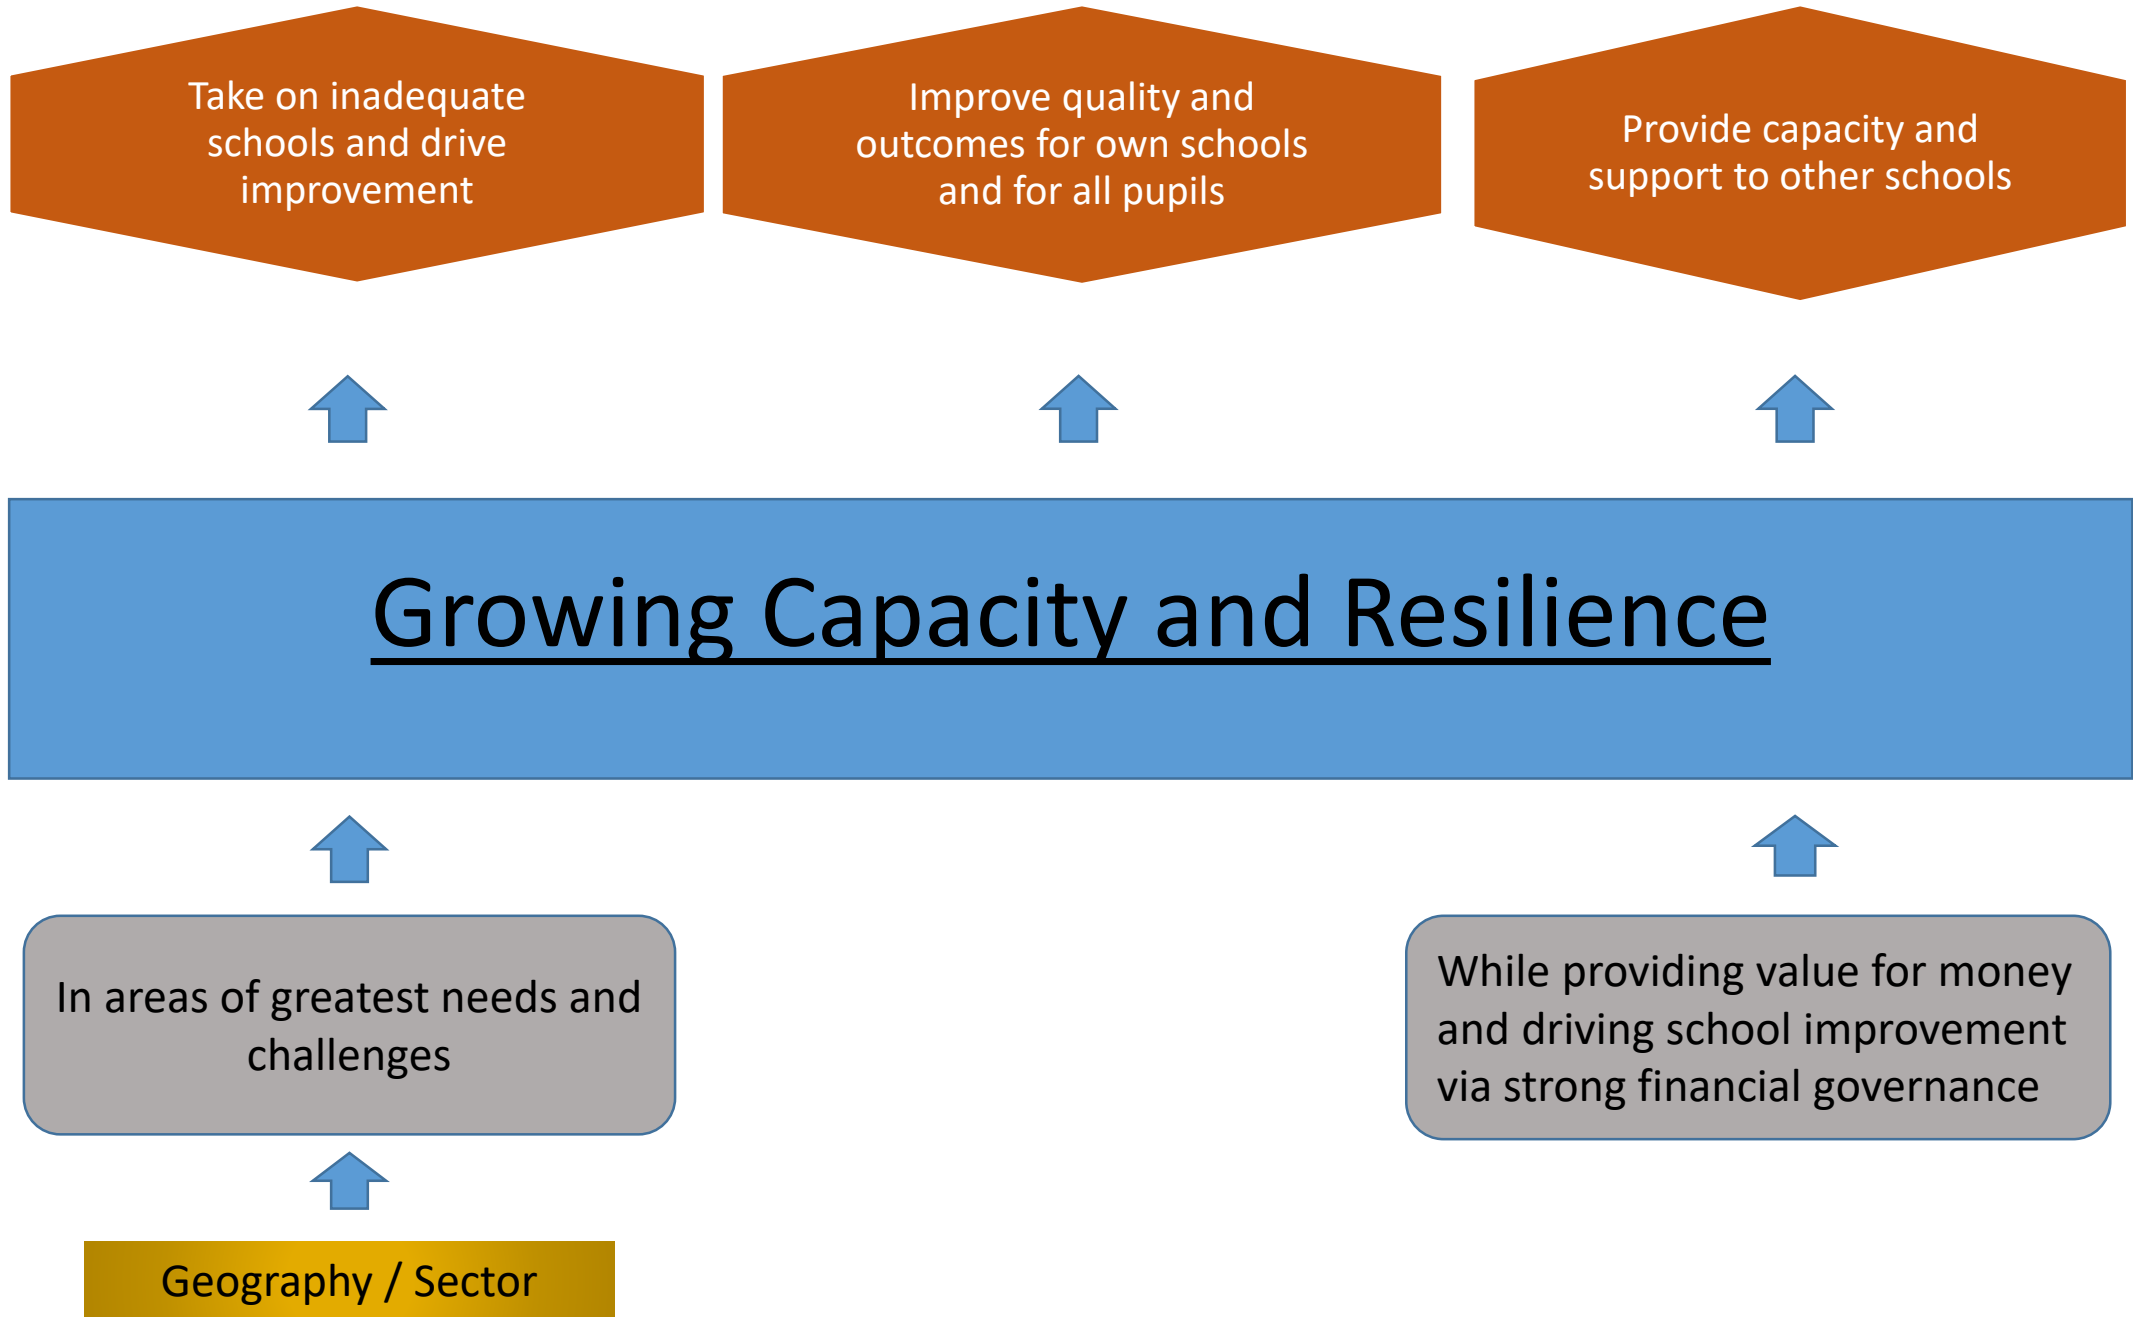 Take on inadequate
schools and drive
improvement
Improve quality and
outcomes for own schools
and for all pupils
Provide capacity and
support to other schools
Growing Capacity and Resilience
In areas of greatest needs and
challenges
While providing value for money
and driving school improvement
via strong financial governance
Geography / Sector